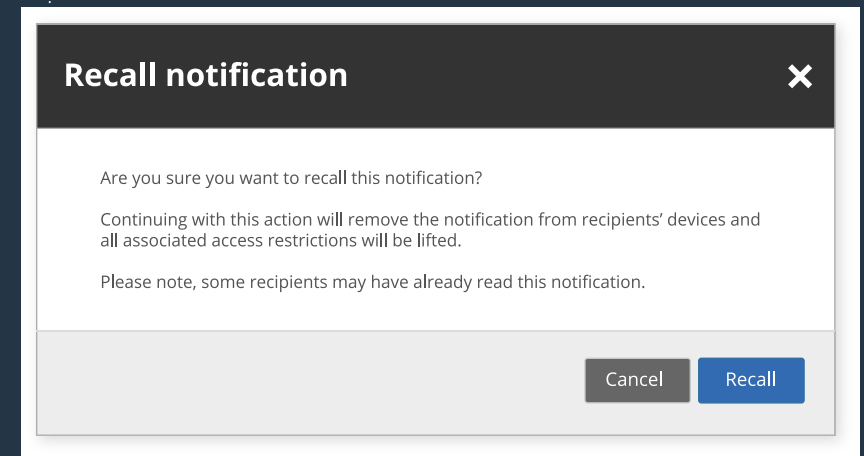 Recall notification
Are you sure you want to recall this notification?
Continuing with this action will remove the notification from recipients’ devices and
all associated access restrictions will be lifted.
Please note, some recipients may have already read this notification.
Cancel
Recall